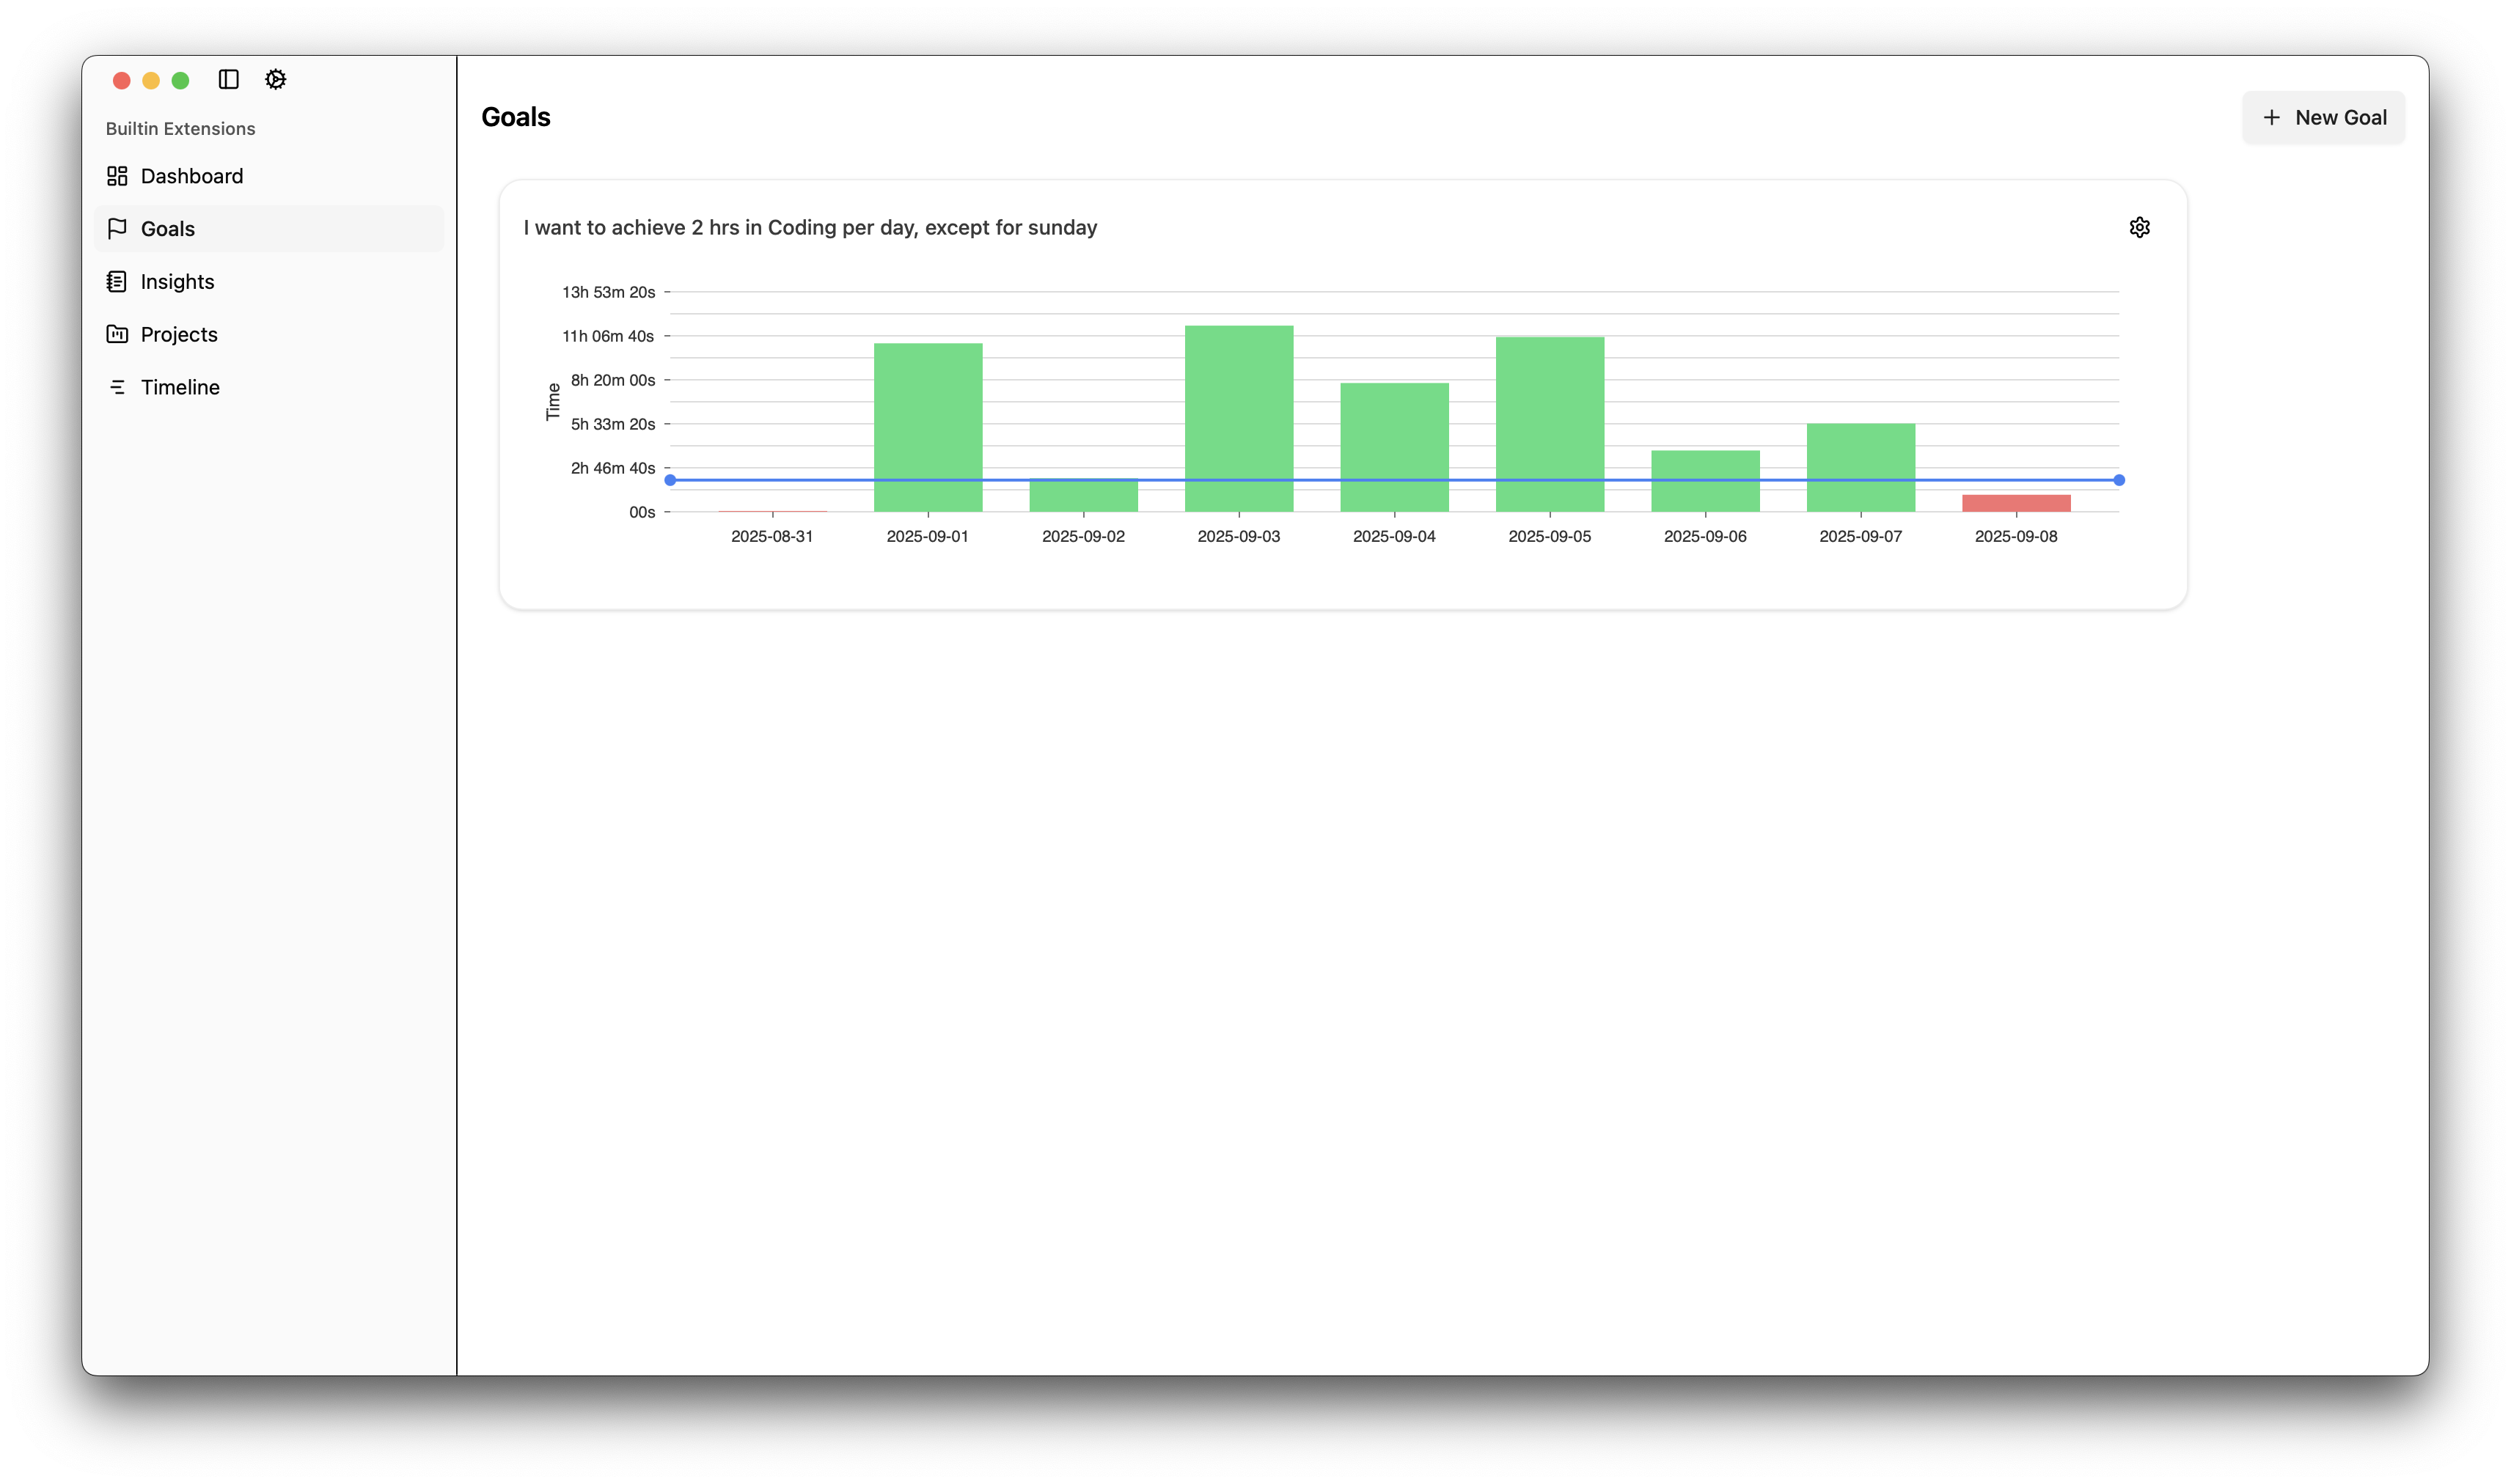 Builtin Extensions
Dashboard
Goals
Insights
Projects
Timeline
Goals
New Goal
I want to achieve 2 hrs in Coding per day, except for sunday
Time
13h 53m 20s
11h 06m 40s
8h 20m 00s
5h 33m 20s
2h 46m 40s
00s
2025-08-31 2025-09-01 2025-09-02 2025-09-03 2025-09-04 2025-09-05 2025-09-06 2025-09-07 2025-09-08